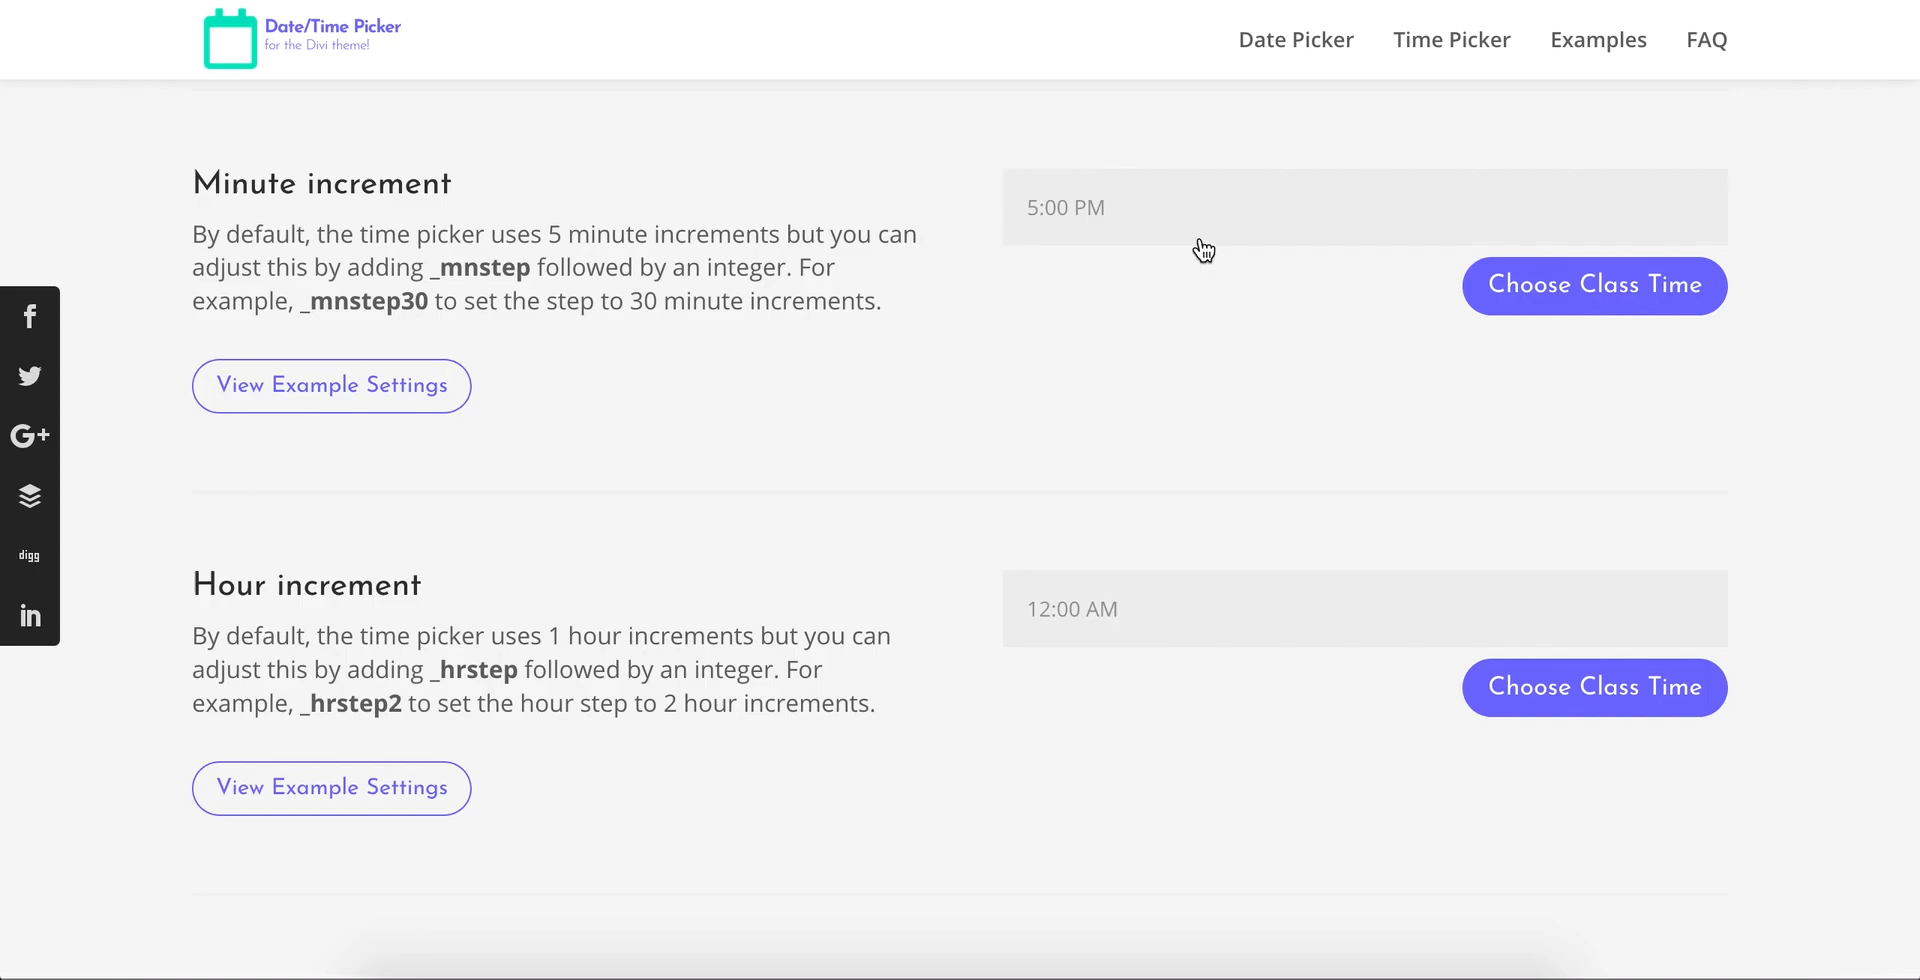 Date/Time Picker
for the Divi theme!
Date Picker
Time Picker
Examples
FAQ
Minute increment
By default, the time picker uses 5 minute increments but you can
adjust this by adding _mnstep followed by an integer. For
example, _mnstep30 to set the step to 30 minute increments.
View Example Settings
5:00 PM
Choose Class Time
f
G+
digg
in
Hour increment
By default, the time picker uses 1 hour increments but you can
adjust this by adding _hrstep followed by an integer. For
example, _hrstep2 to set the hour step to 2 hour increments.
View Example Settings
12:00 AM
Choose Class Time